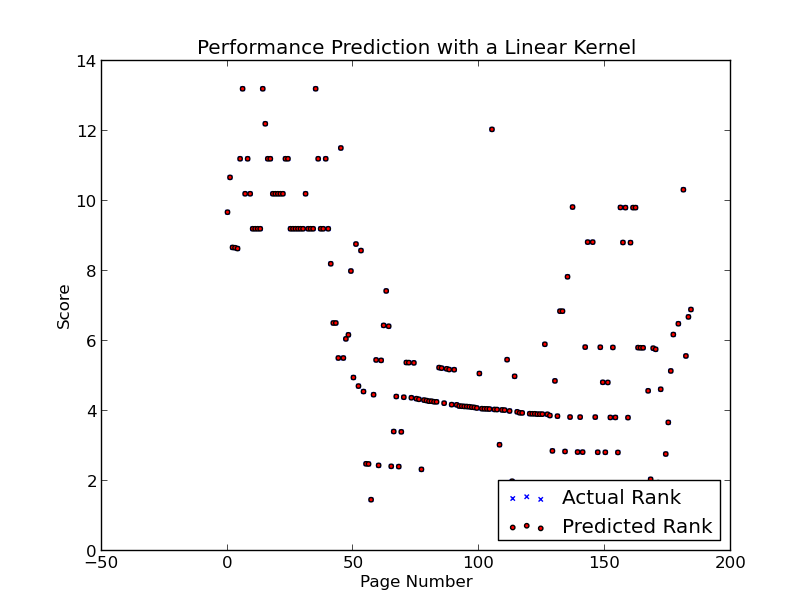 Performance Prediction with a Linear Kernel
14
12
10
8
6
4
2
0
Score
−50
0
50
100
150
200
Page Number
Actual Rank
Predicted Rank